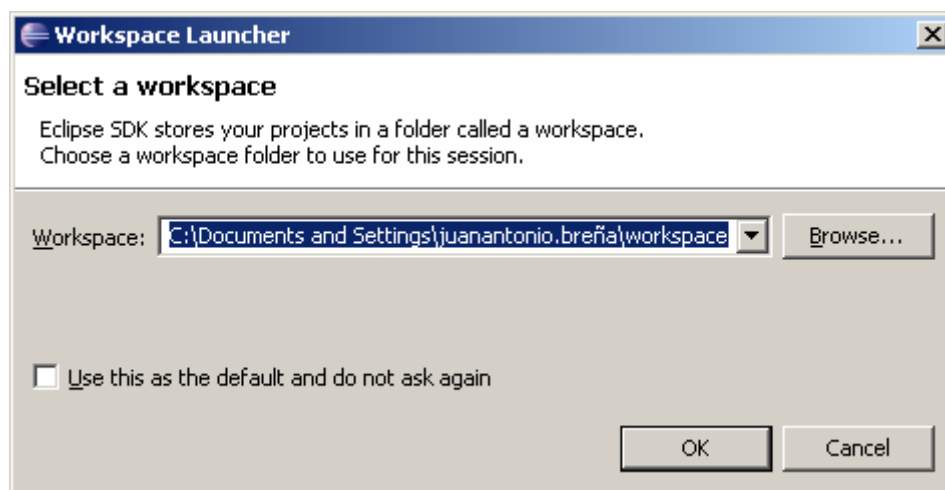 Workspace Launcher
Select a workspace
Eclipse SDK stores your projects in a folder called a workspace.
Choose a workspace folder to use for this session.
Workspace: C:\Documents and Settings\juanantonio.breña\workspace Browse...
Use this as the default and do not ask again
OK Cancel